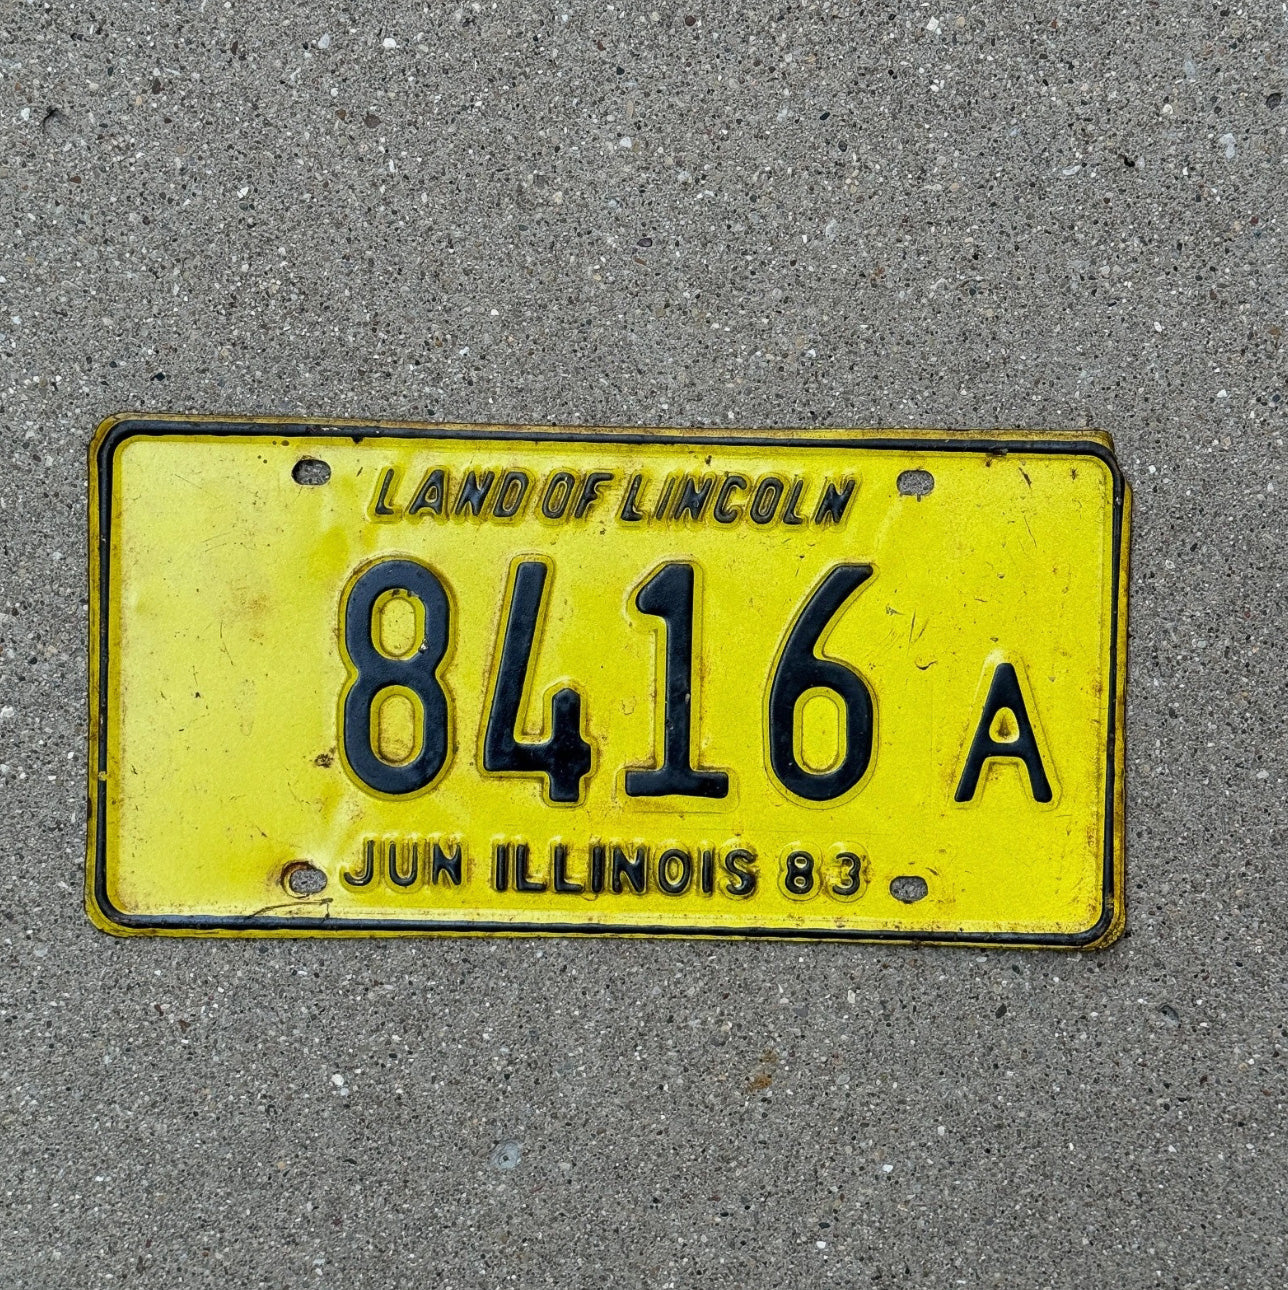 LAND OF LINCOLN
8416 A
JUN ILLINOIS 83